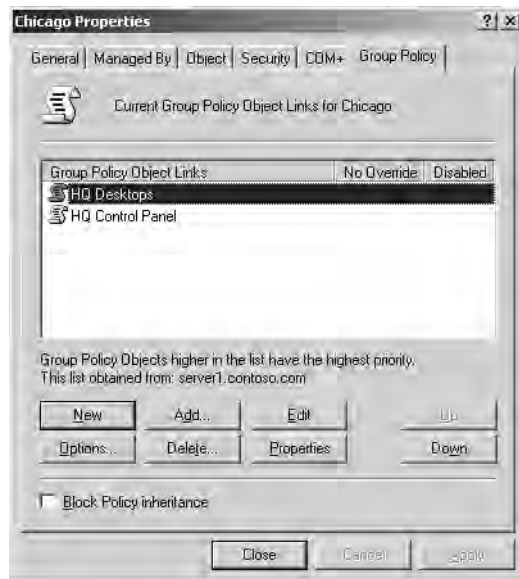 Chicago Properties
General Managed By Object Security COM+ Group Policy
Current Group Policy Object Links for Chicago
Group Policy Object Links No Override Disabled
HQ Desktops
HQ Control Panel
Group Policy Objects higher in the list have the highest priority.
This list obtained from: server1.contoso.com
New Add... Edit Up
Options... Delete... Properties Down
Block Policy inheritance
Close Cancel Apply